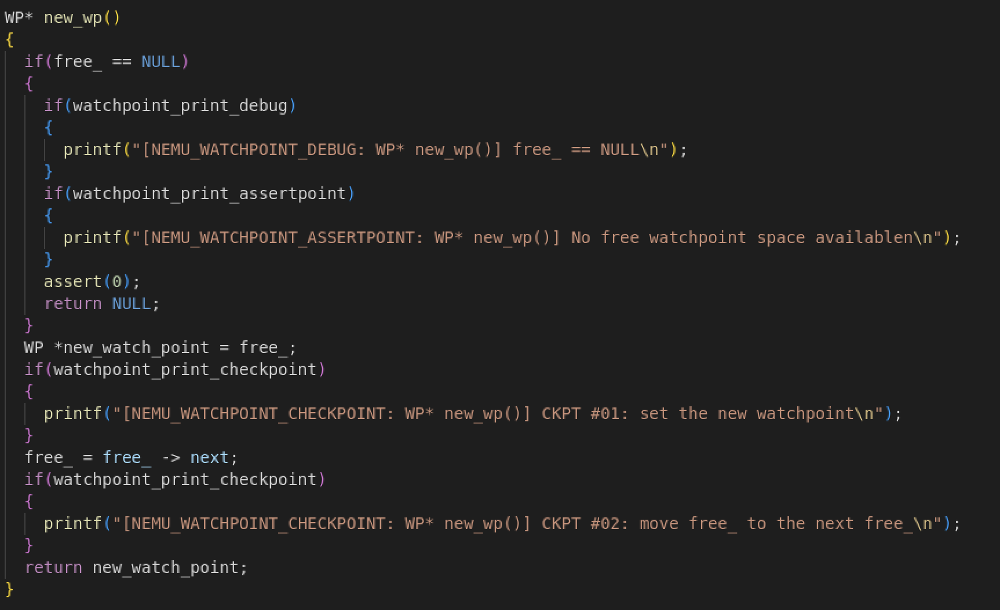 WP* new_wp()
{
  if(free_ == NULL)
  {
    if(watchpoint_print_debug)
    {
      printf("[NEMU_WATCHPOINT_DEBUG: WP* new_wp()] free_ == NULL\n");
    }
    if(watchpoint_print_assertpoint)
    {
      printf("[NEMU_WATCHPOINT_ASSERTPOINT: WP* new_wp()] No free watchpoint space availablen\n");
    }
    assert(0);
    return NULL;
  }
  WP *new_watch_point = free_;
  if(watchpoint_print_checkpoint)
  {
    printf("[NEMU_WATCHPOINT_CHECKPOINT: WP* new_wp()] CKPT #01: set the new watchpoint\n");
  }
  free_ = free_ -> next;
  if(watchpoint_print_checkpoint)
  {
    printf("[NEMU_WATCHPOINT_CHECKPOINT: WP* new_wp()] CKPT #02: move free_ to the next free_\n");
  }
  return new_watch_point;
}